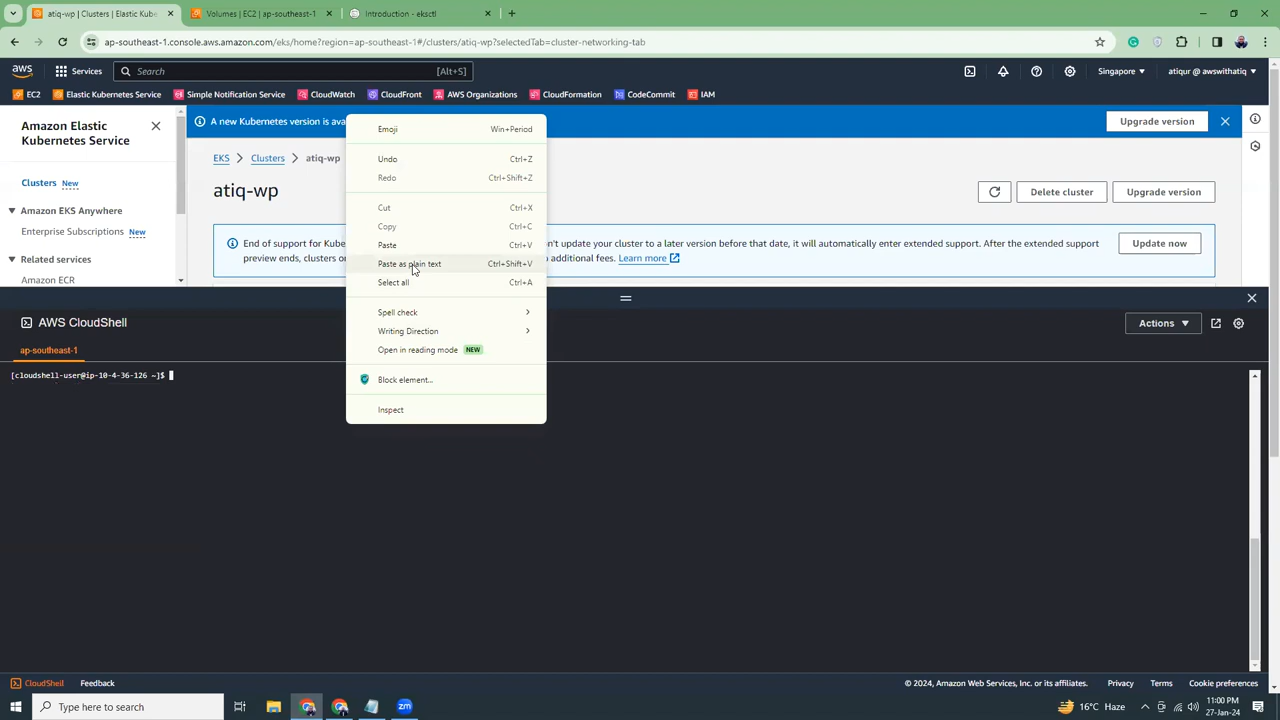 atiq-wp | Clusters | Elastic Kuber
Volumes | EC2 | ap-southeast-1
Introduction - eksctl
ap-southeast-1.console.aws.amazon.com/eks/home?region=ap-southeast-1#/clusters/atiq-wp?selectedTab=cluster-networking-tab
aws
Services
Search
[Alt+S]
Singapore
atiqur @ awswithatiq
EC2
Elastic Kubernetes Service
Simple Notification Service
CloudWatch
CloudFront
AWS Organizations
CloudFormation
CodeCommit
IAM
Amazon Elastic
Kubernetes Service
Clusters New
Amazon EKS Anywhere
Enterprise Subscriptions New
Related services
Amazon ECR
A new Kubernetes version is ava
Upgrade version
EKS > Clusters > atiq-wp
atiq-wp
Delete cluster
Upgrade version
End of support for Kube
n't update your cluster to a later version before that date, it will automatically enter extended support. After the extended support
preview ends, clusters on
additional fees. Learn more
Update now
Emoji Win+Period
Undo Ctrl+Z
Redo Ctrl+Shift+Z
Cut Ctrl+X
Copy Ctrl+C
Paste Ctrl+V
Paste as plain text Ctrl+Shift+V
Select all Ctrl+A
Spell check
Writing Direction
Open in reading mode NEW
Block element...
Inspect
AWS CloudShell
Actions
ap-southeast-1
[cloudshell-user@ip-10-4-36-126 ~]$
CloudShell
Feedback
© 2024, Amazon Web Services, Inc. or its affiliates.
Privacy
Terms
Cookie preferences
Type here to search
16°C Haze
11:00 PM
27-Jan-24